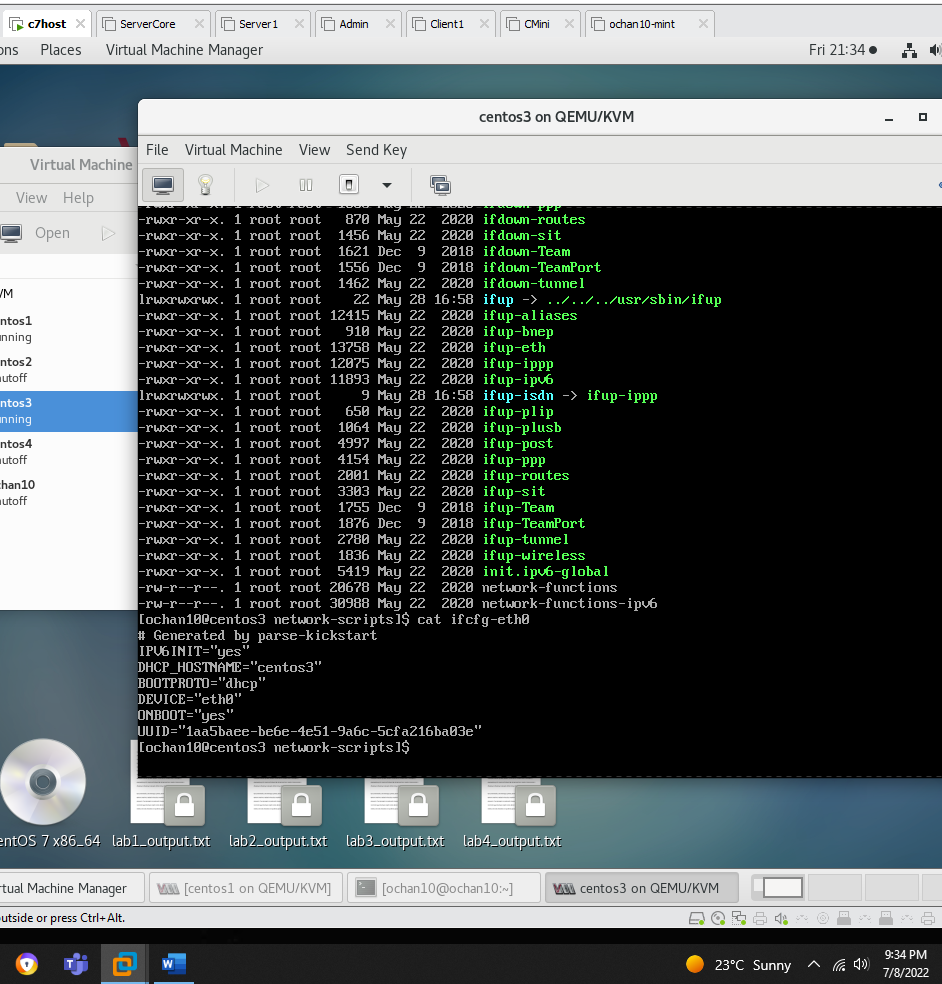 c7host
ServerCore
Server1
Admin
Client1
CMini
ochan10-mint
ons Places Virtual Machine Manager
Fri 21:34
centos3 on QEMU/KVM
Virtual Machine
File Virtual Machine View Send Key
View Help
Open
VM
ntos1
nning
ntos2
utoff
ntos3
nning
ntos4
utoff
chan10
utoff
-rwxr-xr-x. 1 root root 870 May 22 2020 ifdown-routes
-rwxr-xr-x. 1 root root 1456 May 22 2020 ifdown-sit
-rwxr-xr-x. 1 root root 1621 Dec 9 2018 ifdown-Team
-rwxr-xr-x. 1 root root 1556 Dec 9 2018 ifdown-TeamPort
-rwxr-xr-x. 1 root root 1462 May 22 2020 ifdown-tunnel
lrwxrwxrwx. 1 root root 22 May 28 16:58 ifup -> ../../../usr/sbin/ifup
-rwxr-xr-x. 1 root root 12415 May 22 2020 ifup-aliases
-rwxr-xr-x. 1 root root 910 May 22 2020 ifup-bnep
-rwxr-xr-x. 1 root root 13758 May 22 2020 ifup-eth
-rwxr-xr-x. 1 root root 12075 May 22 2020 ifup-ippp
-rwxr-xr-x. 1 root root 11893 May 22 2020 ifup-ipv6
lrwxrwxrwx. 1 root root 9 May 28 16:58 ifup-isdn -> ifup-ippp
-rwxr-xr-x. 1 root root 650 May 22 2020 ifup-plip
-rwxr-xr-x. 1 root root 1064 May 22 2020 ifup-plusb
-rwxr-xr-x. 1 root root 4997 May 22 2020 ifup-post
-rwxr-xr-x. 1 root root 4154 May 22 2020 ifup-ppp
-rwxr-xr-x. 1 root root 2001 May 22 2020 ifup-routes
-rwxr-xr-x. 1 root root 3303 May 22 2020 ifup-sit
-rwxr-xr-x. 1 root root 1755 Dec 9 2018 ifup-Team
-rwxr-xr-x. 1 root root 1876 Dec 9 2018 ifup-TeamPort
-rwxr-xr-x. 1 root root 2780 May 22 2020 ifup-tunnel
-rwxr-xr-x. 1 root root 1836 May 22 2020 ifup-wireless
-rwxr-xr-x. 1 root root 5419 May 22 2020 init.ipv6-global
-rw-r--r--. 1 root root 20678 May 22 2020 network-functions
-rw-r--r--. 1 root root 30988 May 22 2020 network-functions-ipv6
[ochan10@centos3 network-scripts]$ cat ifcfg-eth0
# Generated by parse-kickstart
IPV6INIT="yes"
DHCP_HOSTNAME="centos3"
BOOTPROTO="dhcp"
DEVICE="eth0"
ONBOOT="yes"
UUID="1aa5baee-be6e-4e51-9a6c-5cfa216ba03e"
[ochan10@centos3 network-scripts]$
entOS 7 x86_64
lab1_output.txt
lab2_output.txt
lab3_output.txt
lab4_output.txt
rtual Machine Manager
[centos1 on QEMU/KVM]
[ochan10@ochan10:~]
centos3 on QEMU/KVM
outside or press Ctrl+Alt.
23°C Sunny
9:34 PM
7/8/2022